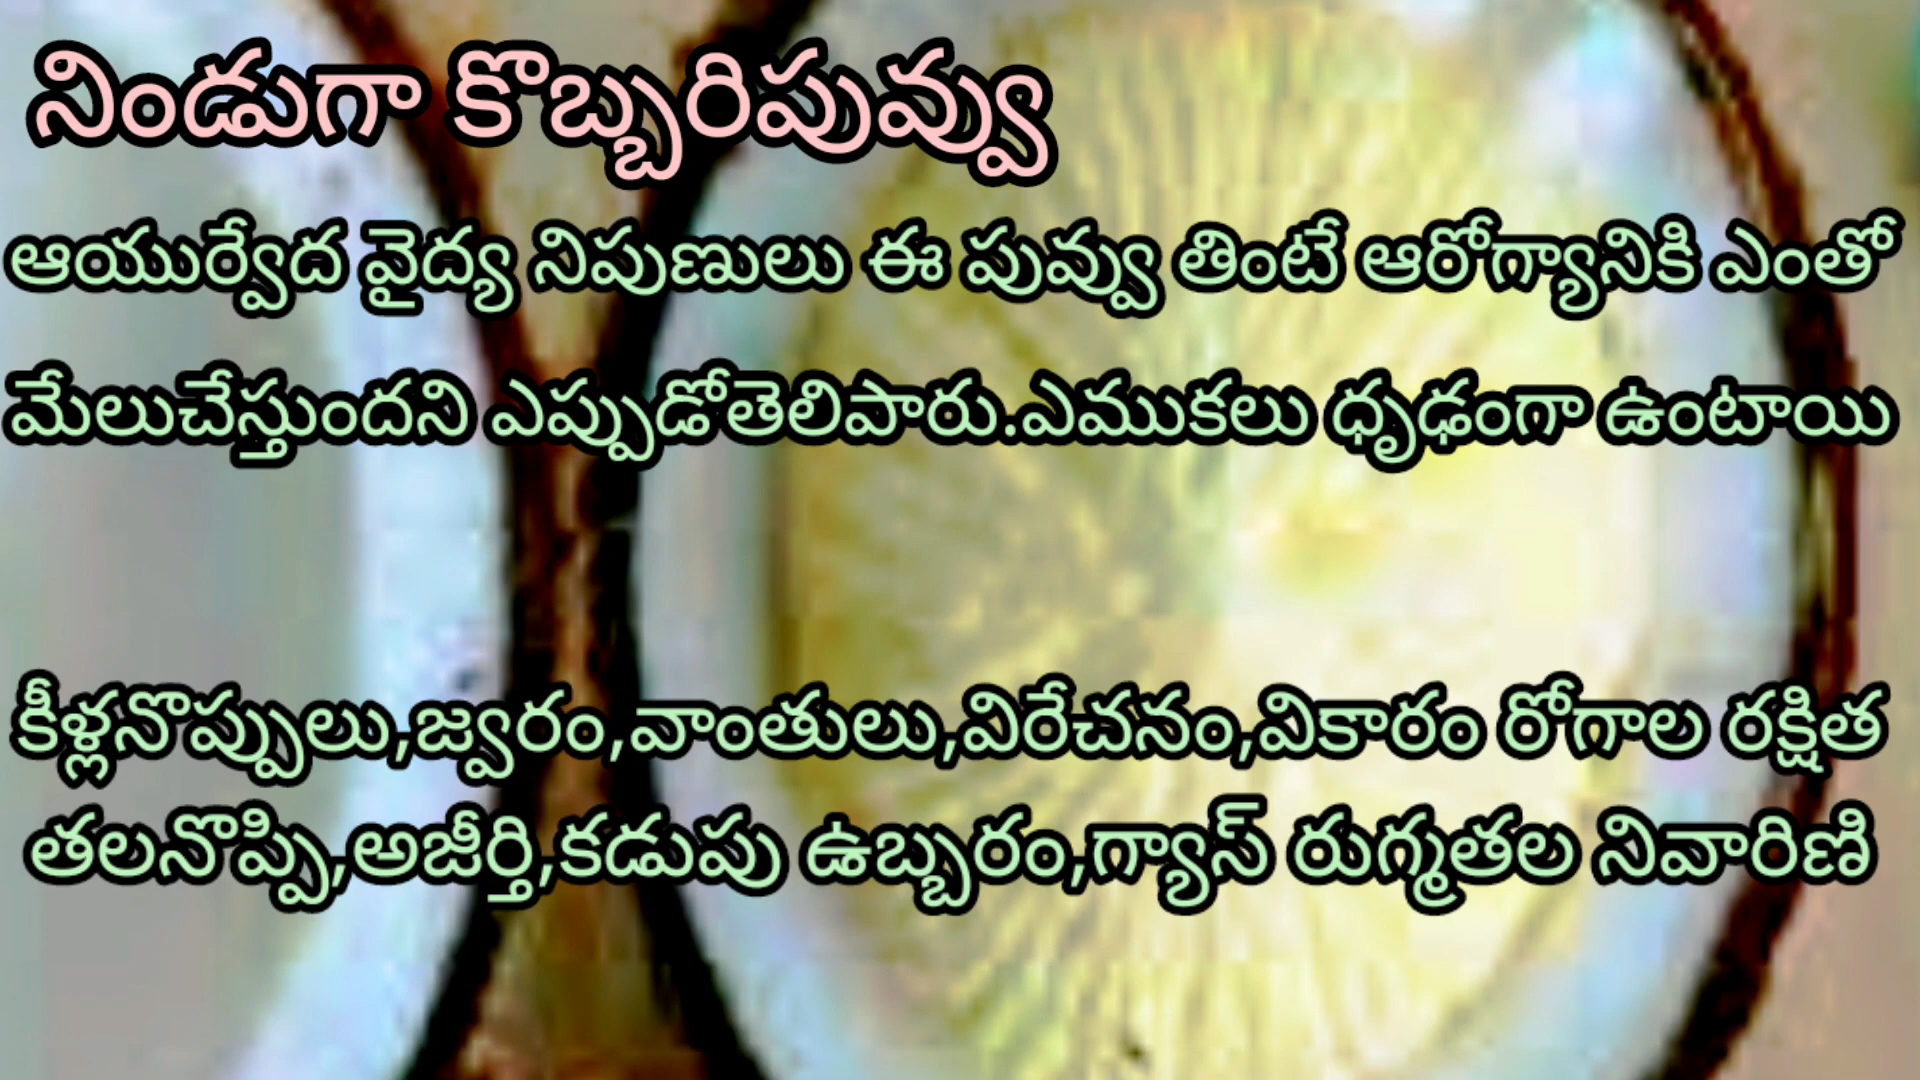 నిండుగా కొబ్బరిపువ్వు
ఆయుర్వేద వైద్య నిపుణులు ఈ పువ్వు తింటే ఆరోగ్యానికి ఎంతో
మేలుచేస్తుందని ఎప్పుడోతెలిపారు.ఎముకలు ధృఢంగా ఉంటాయి
కీళ్లనొప్పులు,జ్వరం,వాంతులు,విరేచనం,వికారం రోగాల రక్షిత
తలనొప్పి,అజీర్తి,కడుపు ఉబ్బరం,గ్యాస్ రుగ్మతల నివారిణి